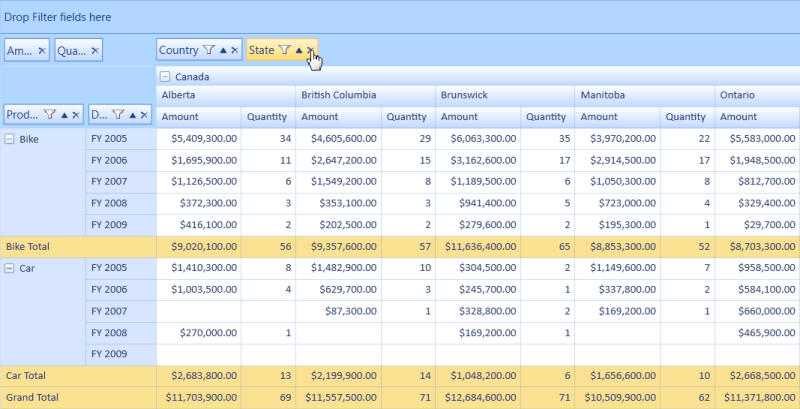 Drop Filter fields here
Am... Qua... Country State
Canada
Alberta British Columbia Brunswick Manitoba Ontario
Prod... D... Amount Quantity Amount Quantity Amount Quantity Amount Quantity Amount
Bike FY 2005 $5,409,300.00 34 $4,605,600.00 29 $6,063,300.00 35 $3,970,200.00 22 $5,583,000.00
FY 2006 $1,695,900.00 11 $2,647,200.00 15 $3,162,600.00 17 $2,914,500.00 17 $1,948,500.00
FY 2007 $1,126,500.00 6 $1,549,200.00 8 $1,189,500.00 6 $1,050,300.00 8 $812,700.00
FY 2008 $372,300.00 3 $353,100.00 3 $941,400.00 5 $723,000.00 4 $329,400.00
FY 2009 $416,100.00 2 $202,500.00 2 $279,600.00 2 $195,300.00 1 $29,700.00
Bike Total $9,020,100.00 56 $9,357,600.00 57 $11,636,400.00 65 $8,853,300.00 52 $8,703,300.00
Car FY 2005 $1,410,300.00 8 $1,482,900.00 10 $304,500.00 2 $1,149,600.00 7 $958,500.00
FY 2006 $1,003,500.00 4 $629,700.00 3 $245,700.00 1 $337,800.00 2 $584,100.00
FY 2007 $87,300.00 1 $328,800.00 2 $169,200.00 1 $660,000.00
FY 2008 $270,000.00 1 $169,200.00 1 $465,900.00
FY 2009
Car Total $2,683,800.00 13 $2,199,900.00 14 $1,048,200.00 6 $1,656,600.00 10 $2,668,500.00
Grand Total $11,703,900.00 69 $11,557,500.00 71 $12,684,600.00 71 $10,509,900.00 62 $11,371,800.00